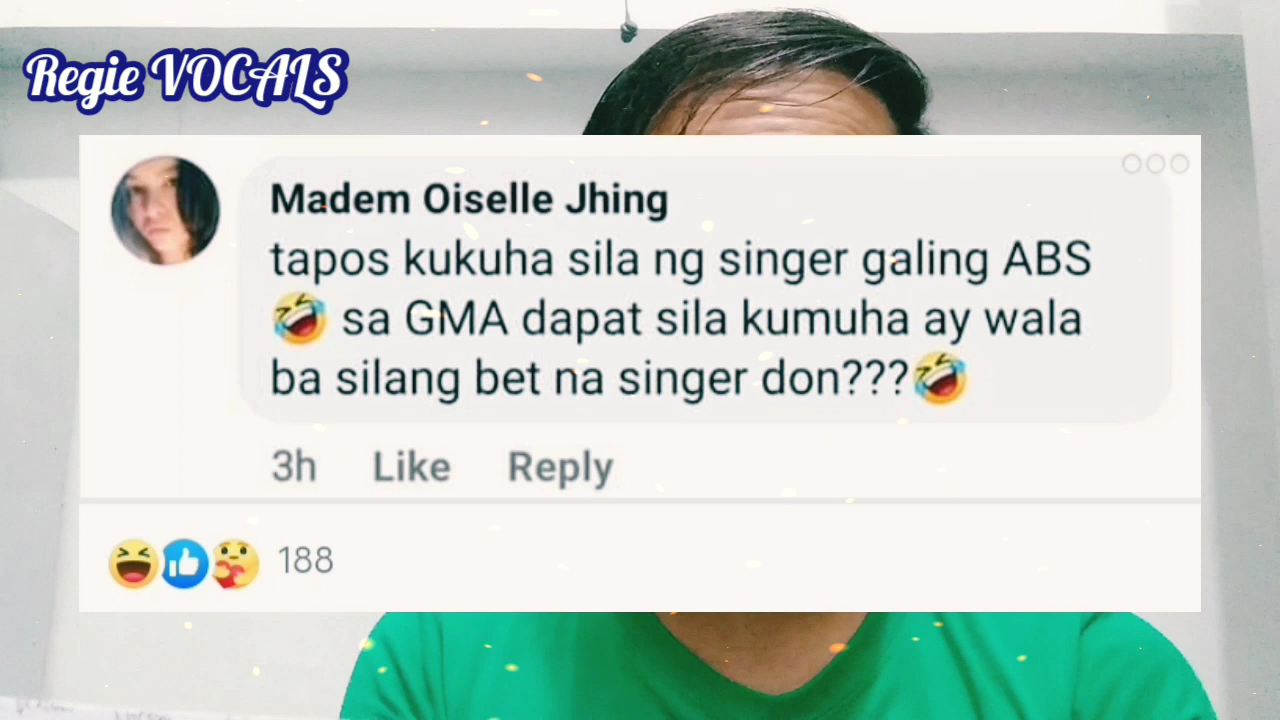 Regie VOCALS
Madem Oiselle Jhing
tapos kukuha sila ng singer galing ABS
🤣 sa GMA dapat sila kumuha ay wala
ba silang bet na singer don???🤣
3h Like Reply
188